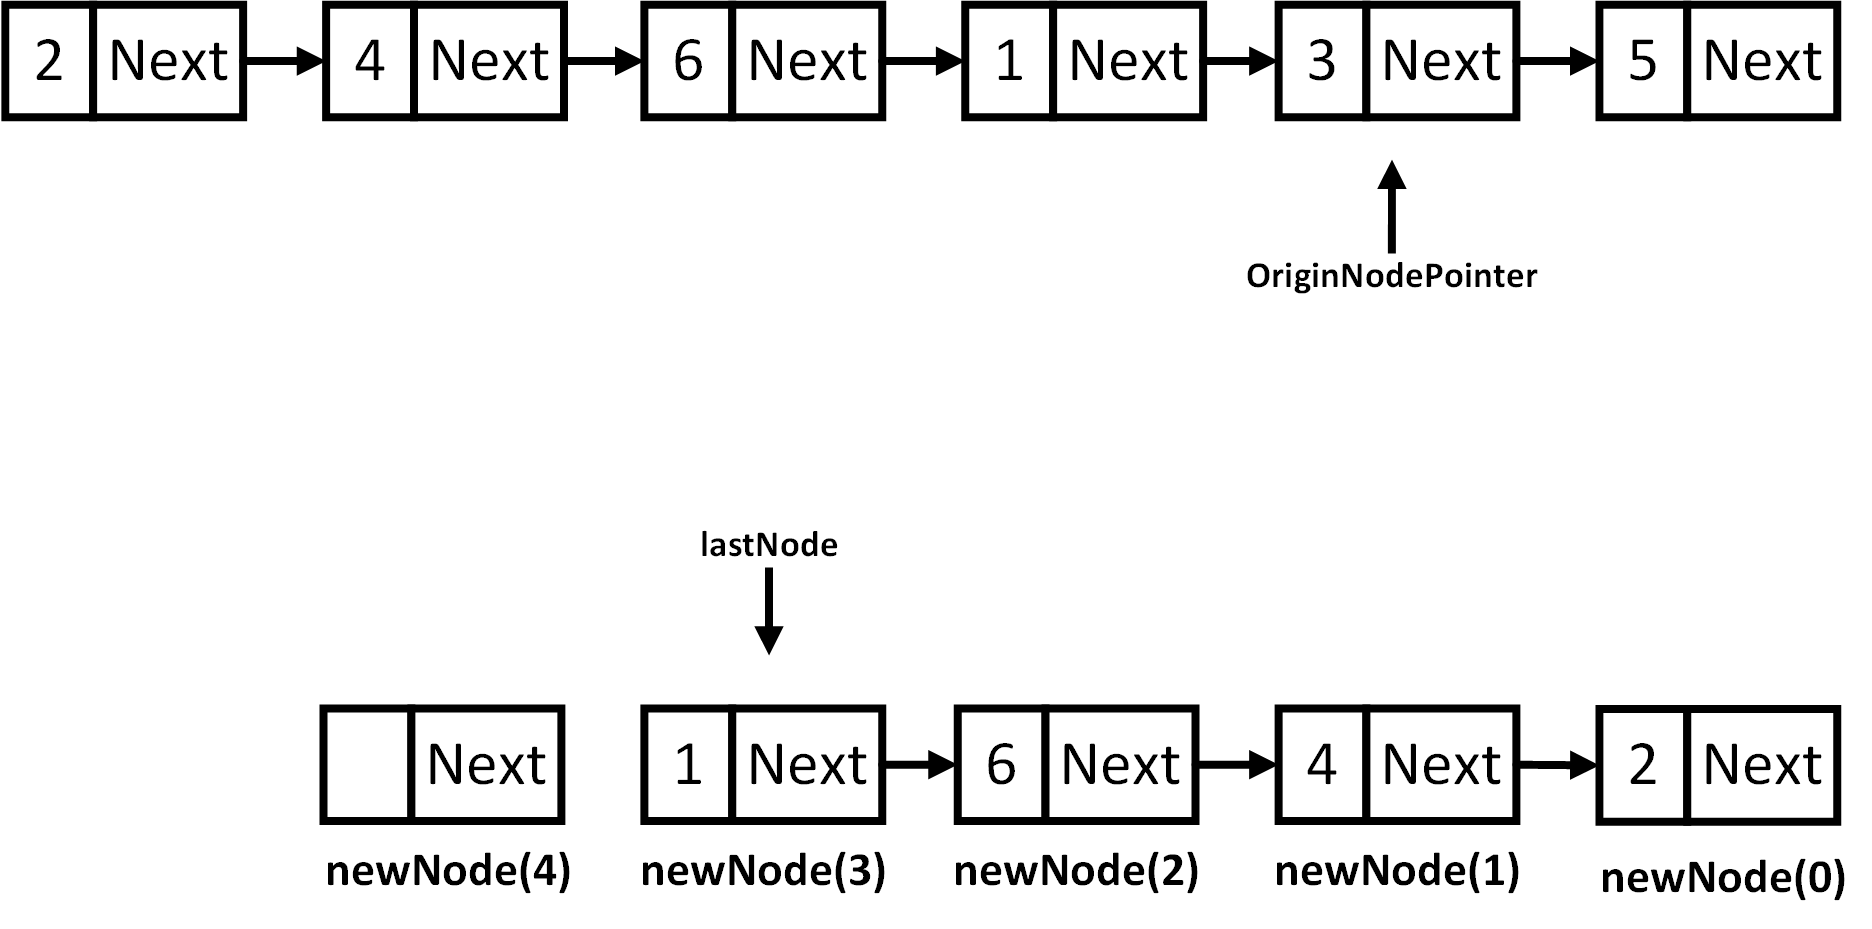 2 Next 4 Next 6 Next 1 Next 3 Next 5 Next
OriginNodePointer
lastNode
Next 1 Next 6 Next 4 Next 2 Next
newNode(4) newNode(3) newNode(2) newNode(1) newNode(0)